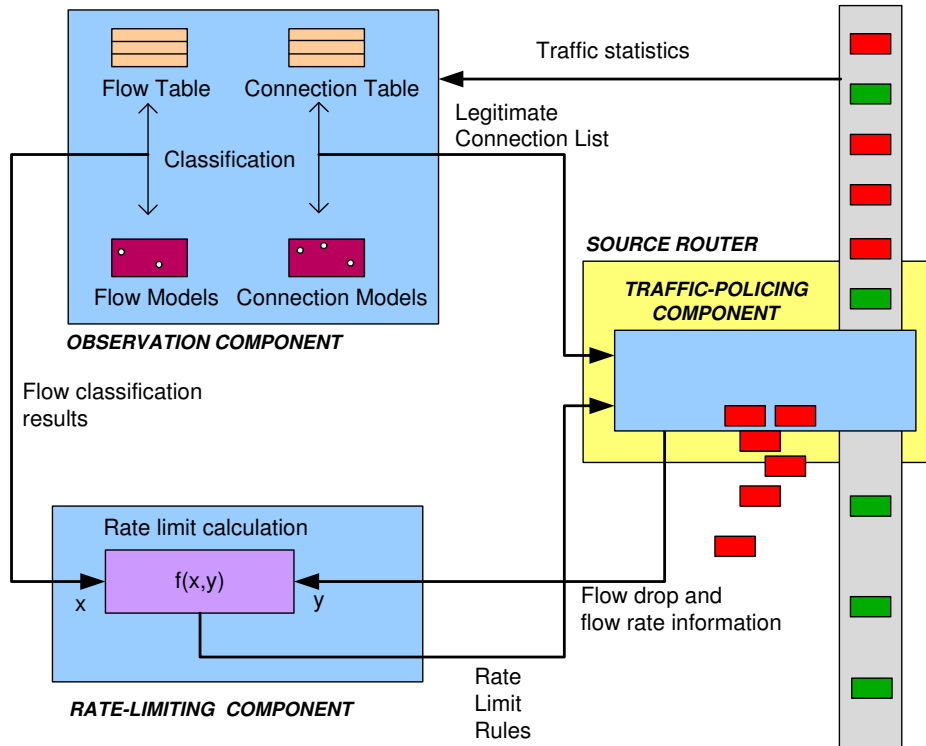 Flow Table
Connection Table
Classification
Flow Models
Connection Models
OBSERVATION COMPONENT
Traffic statistics
Legitimate
Connection List
SOURCE ROUTER
TRAFFIC-POLICING
COMPONENT
Flow classification
results
Rate limit calculation
f(x,y)
x
y
RATE-LIMITING COMPONENT
Flow drop and
flow rate information
Rate
Limit
Rules